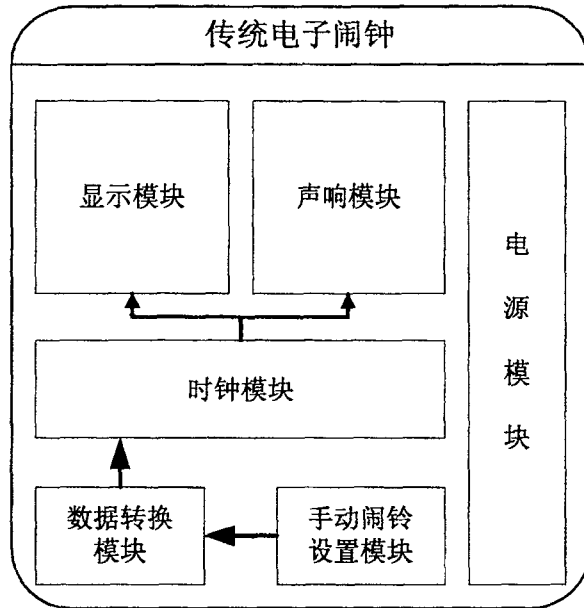 传统电子闹钟
显示模块
声响模块
电
源
模
块
时钟模块
数据转换
模块
手动闹铃
设置模块